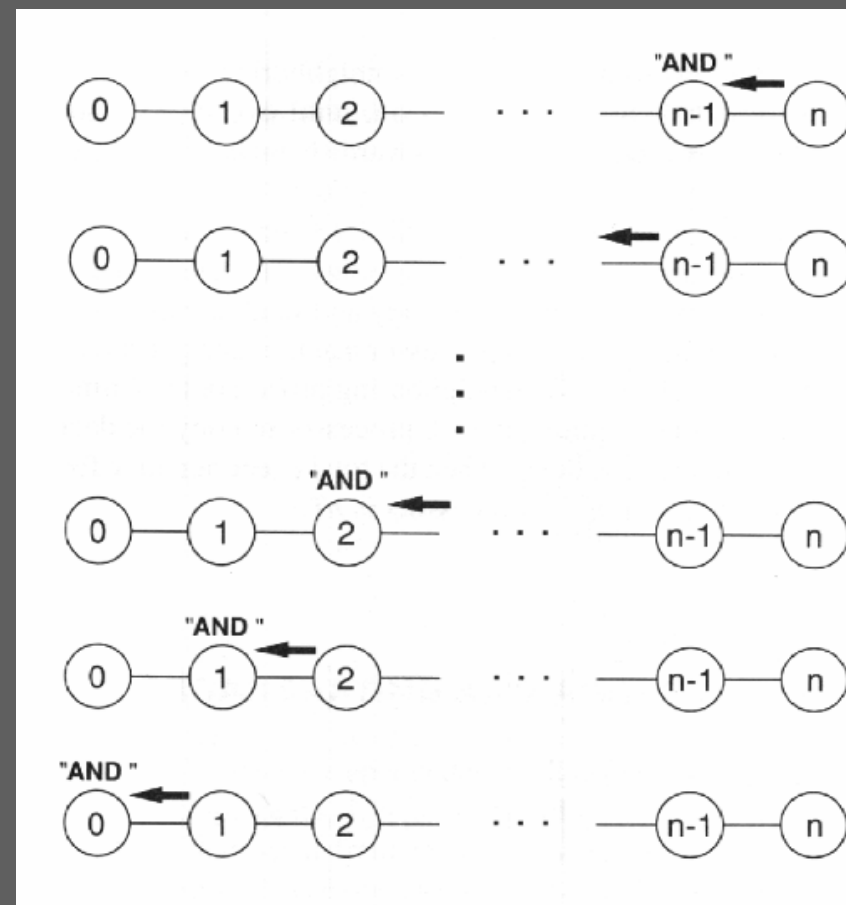 "AND "
0 1 2 . . . n-1 n
0 1 2 . . . n-1 n
.
.
.
"AND "
0 1 2 . . . n-1 n
"AND "
0 1 2 . . . n-1 n
"AND "
0 1 2 . . . n-1 n